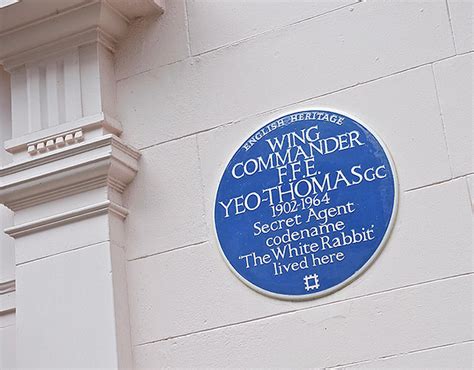 ENGLISH HERITAGE
WING
COMMANDER
F.F.E.
YEO-THOMAS GC
1902-1964
Secret Agent
codename
'The White Rabbit'
lived here